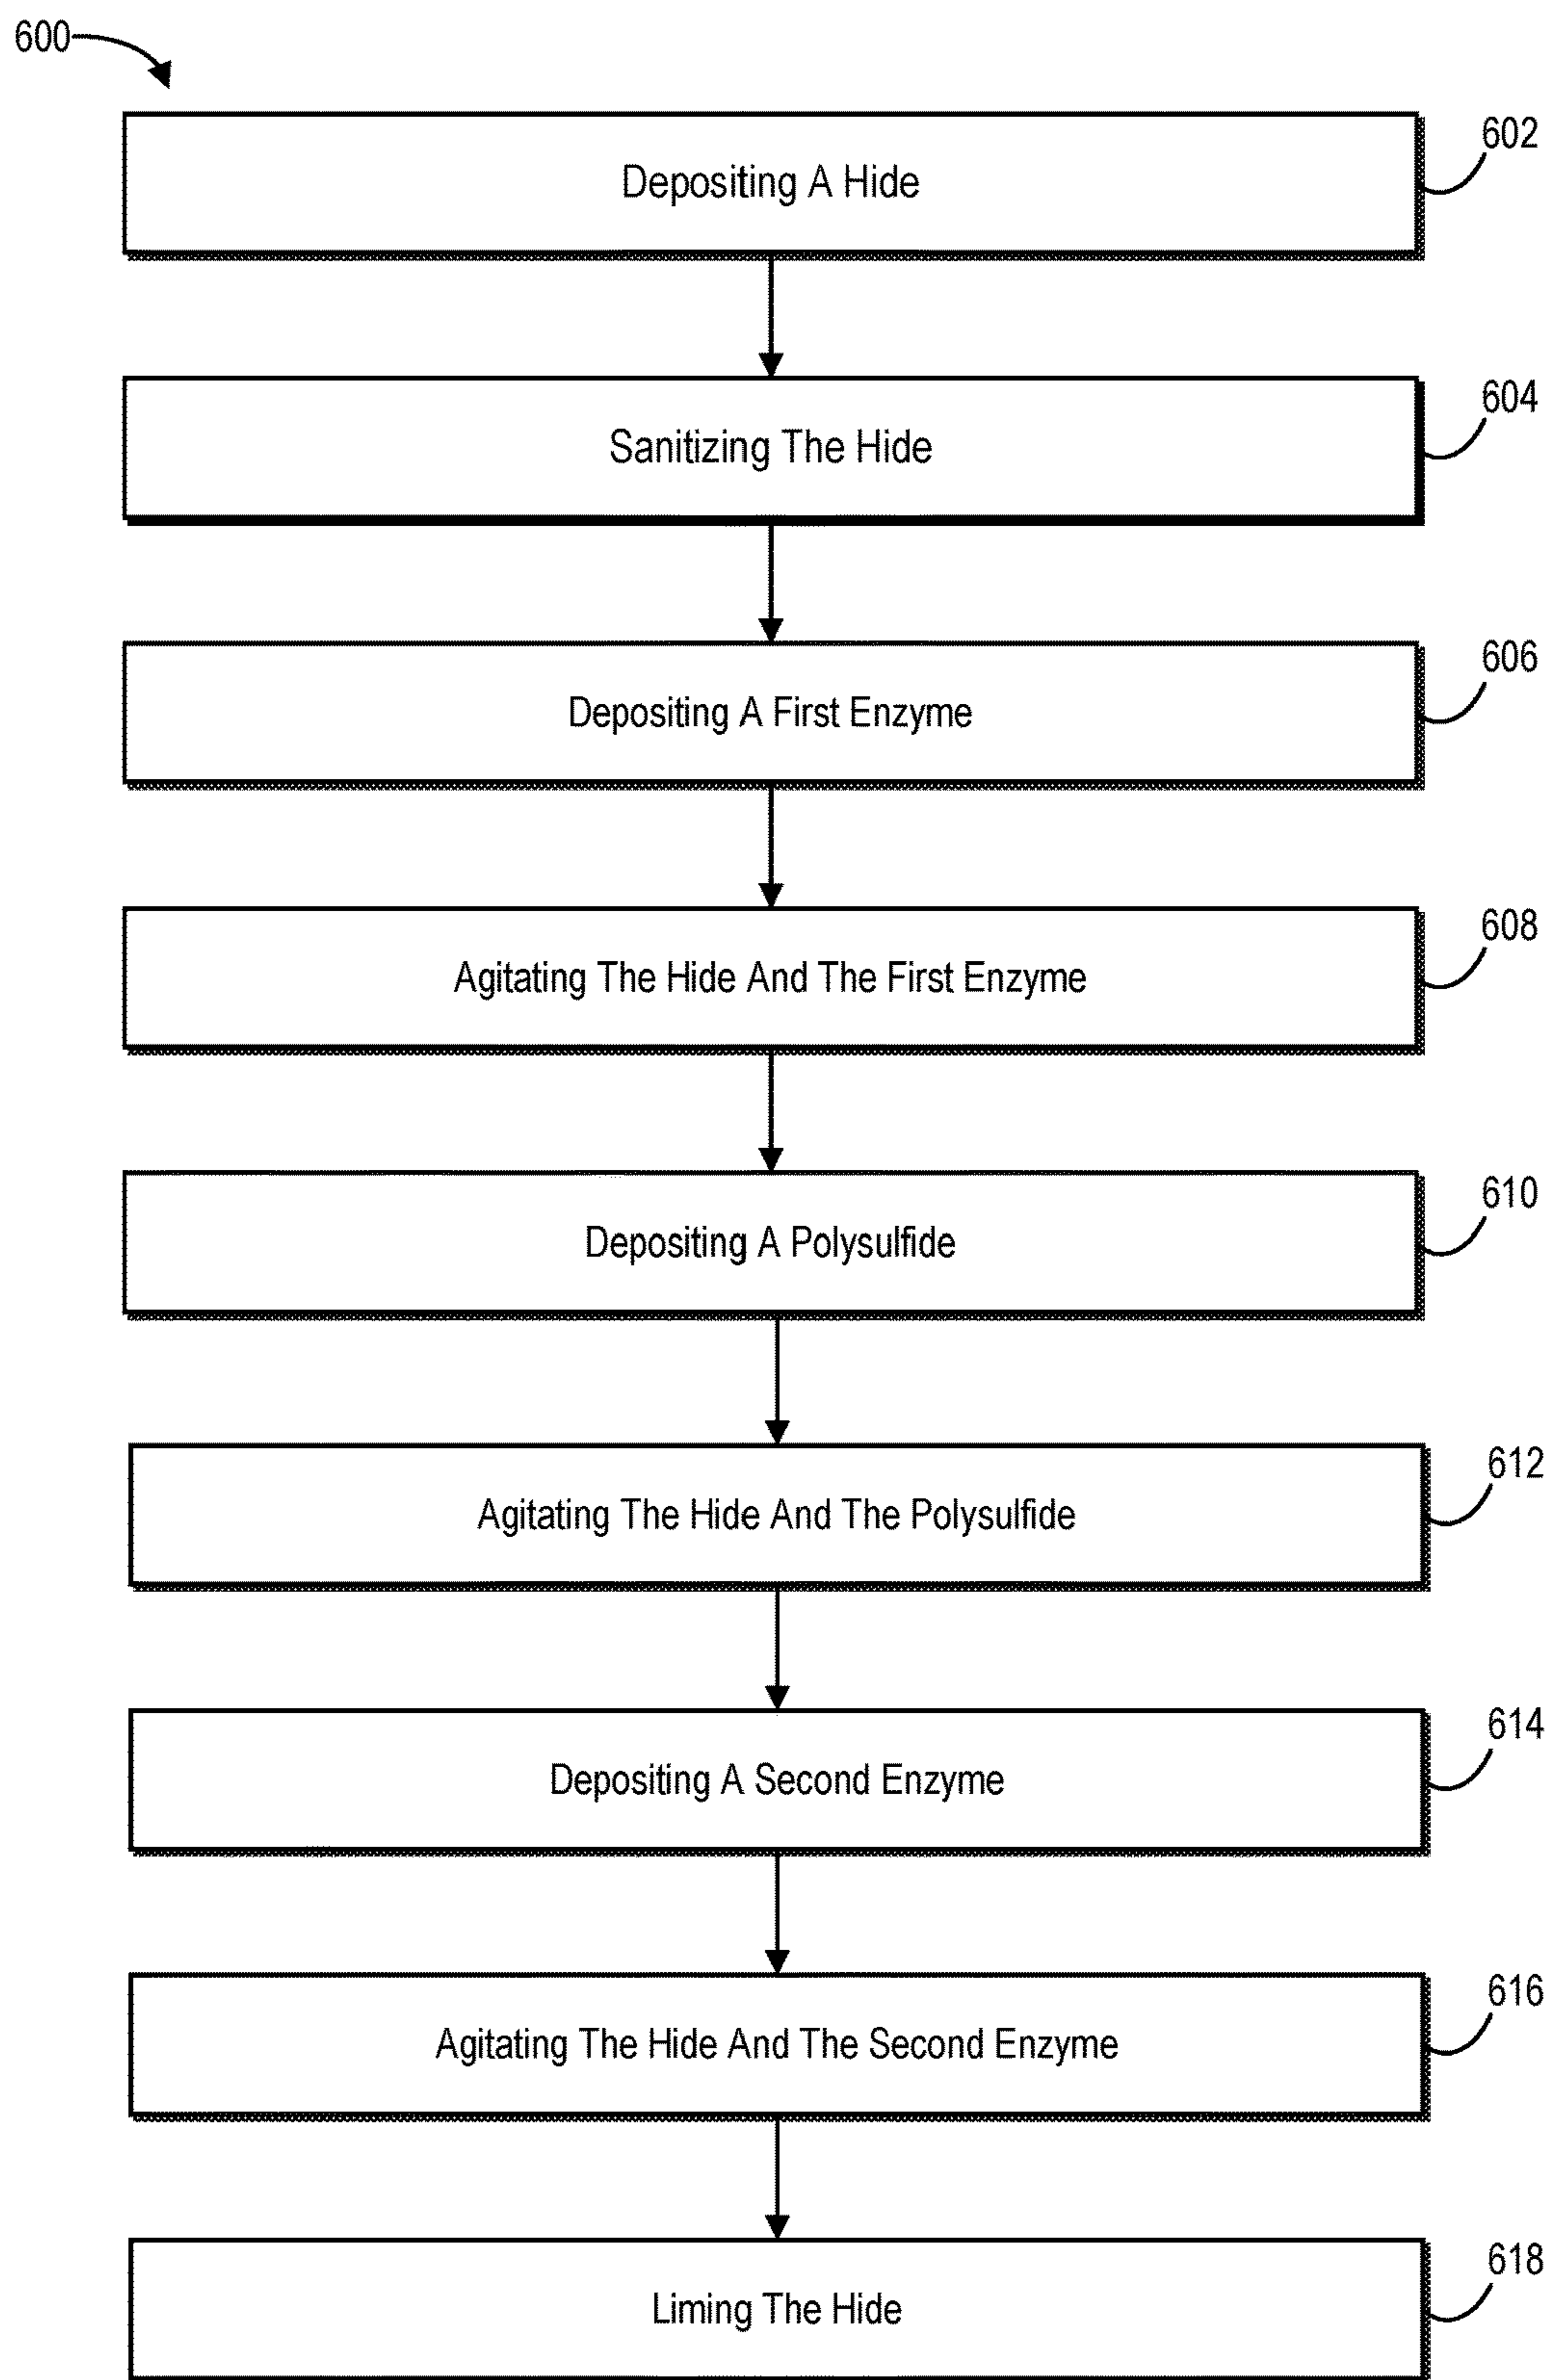 600
Depositing A Hide
602
Sanitizing The Hide
604
Depositing A First Enzyme
606
Agitating The Hide And The First Enzyme
608
Depositing A Polysulfide
610
Agitating The Hide And The Polysulfide
612
Depositing A Second Enzyme
614
Agitating The Hide And The Second Enzyme
616
Liming The Hide
618